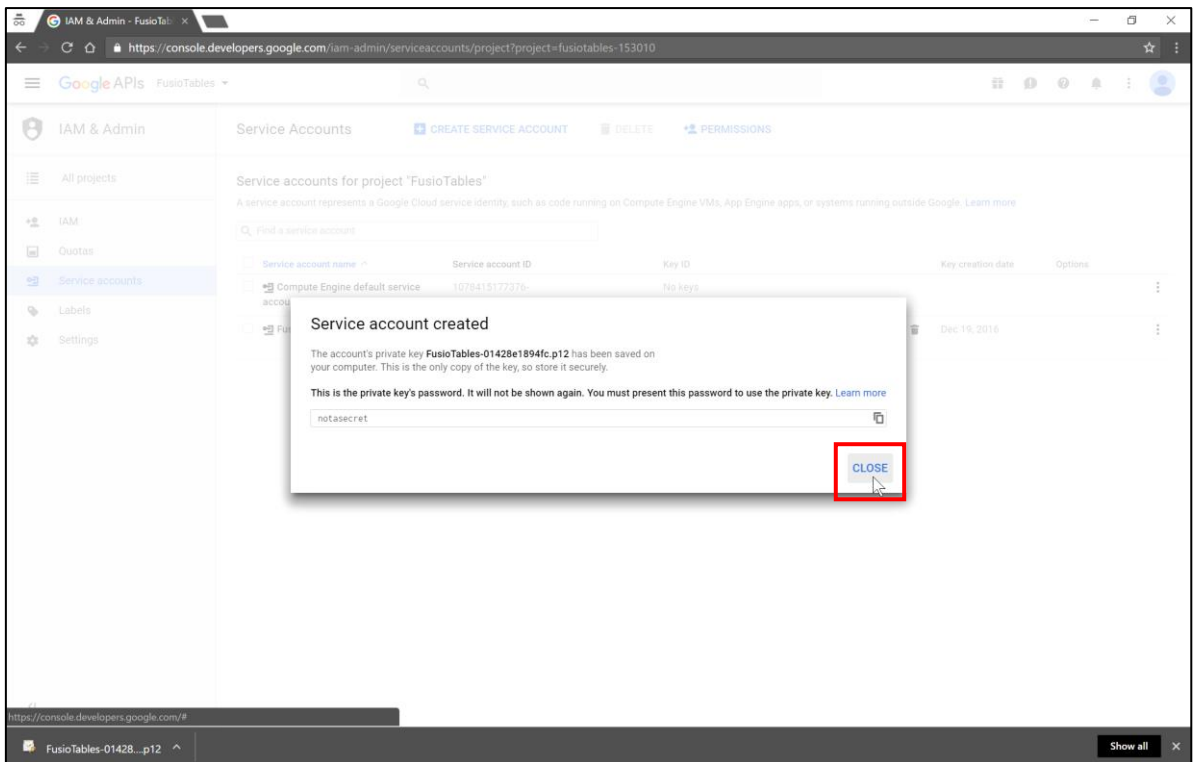 IAM & Admin - FusioTab
https://console.developers.google.com/iam-admin/serviceaccounts/project?project=fusiotables-153010
Google APIs FusioTables
IAM & Admin
Service Accounts CREATE SERVICE ACCOUNT DELETE PERMISSIONS
All projects
IAM
Quotas
Service accounts
Labels
Settings
Service accounts for project "FusioTables"
A service account represents a Google Cloud service identity, such as code running on Compute Engine VMs, App Engine apps, or systems running outside Google. Learn more
Find a service account
Service account name Service account ID Key ID Key creation date Options
Compute Engine default service 1078415177376- No keys
accou
Fus Dec 19, 2016
Service account created
The account's private key FusioTables-01428e1894fc.p12 has been saved on
your computer. This is the only copy of the key, so store it securely.
This is the private key's password. It will not be shown again. You must present this password to use the private key. Learn more
notasecret
CLOSE
https://console.developers.google.com/#
FusioTables-01428....p12 Show all